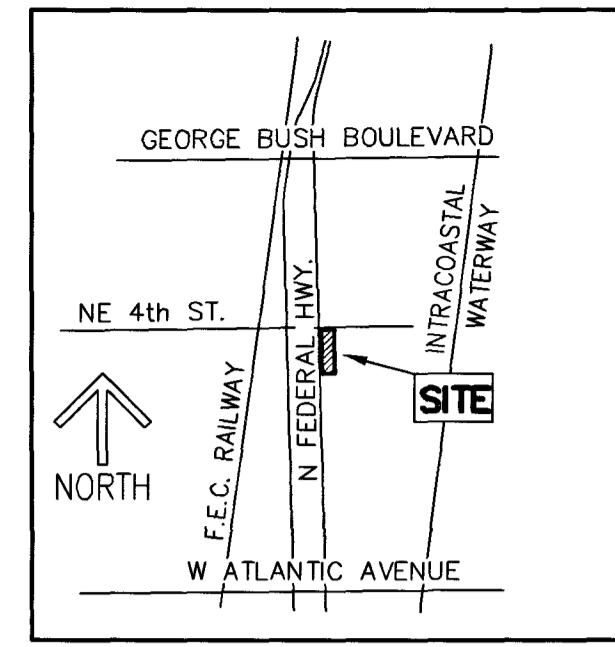 GEORGE BUSH BOULEVARD
INTRACOASTAL
WATERWAY
NE 4th ST.
N FEDERAL HWY.
SITE
F.E.C. RAILWAY
NORTH
W ATLANTIC AVENUE